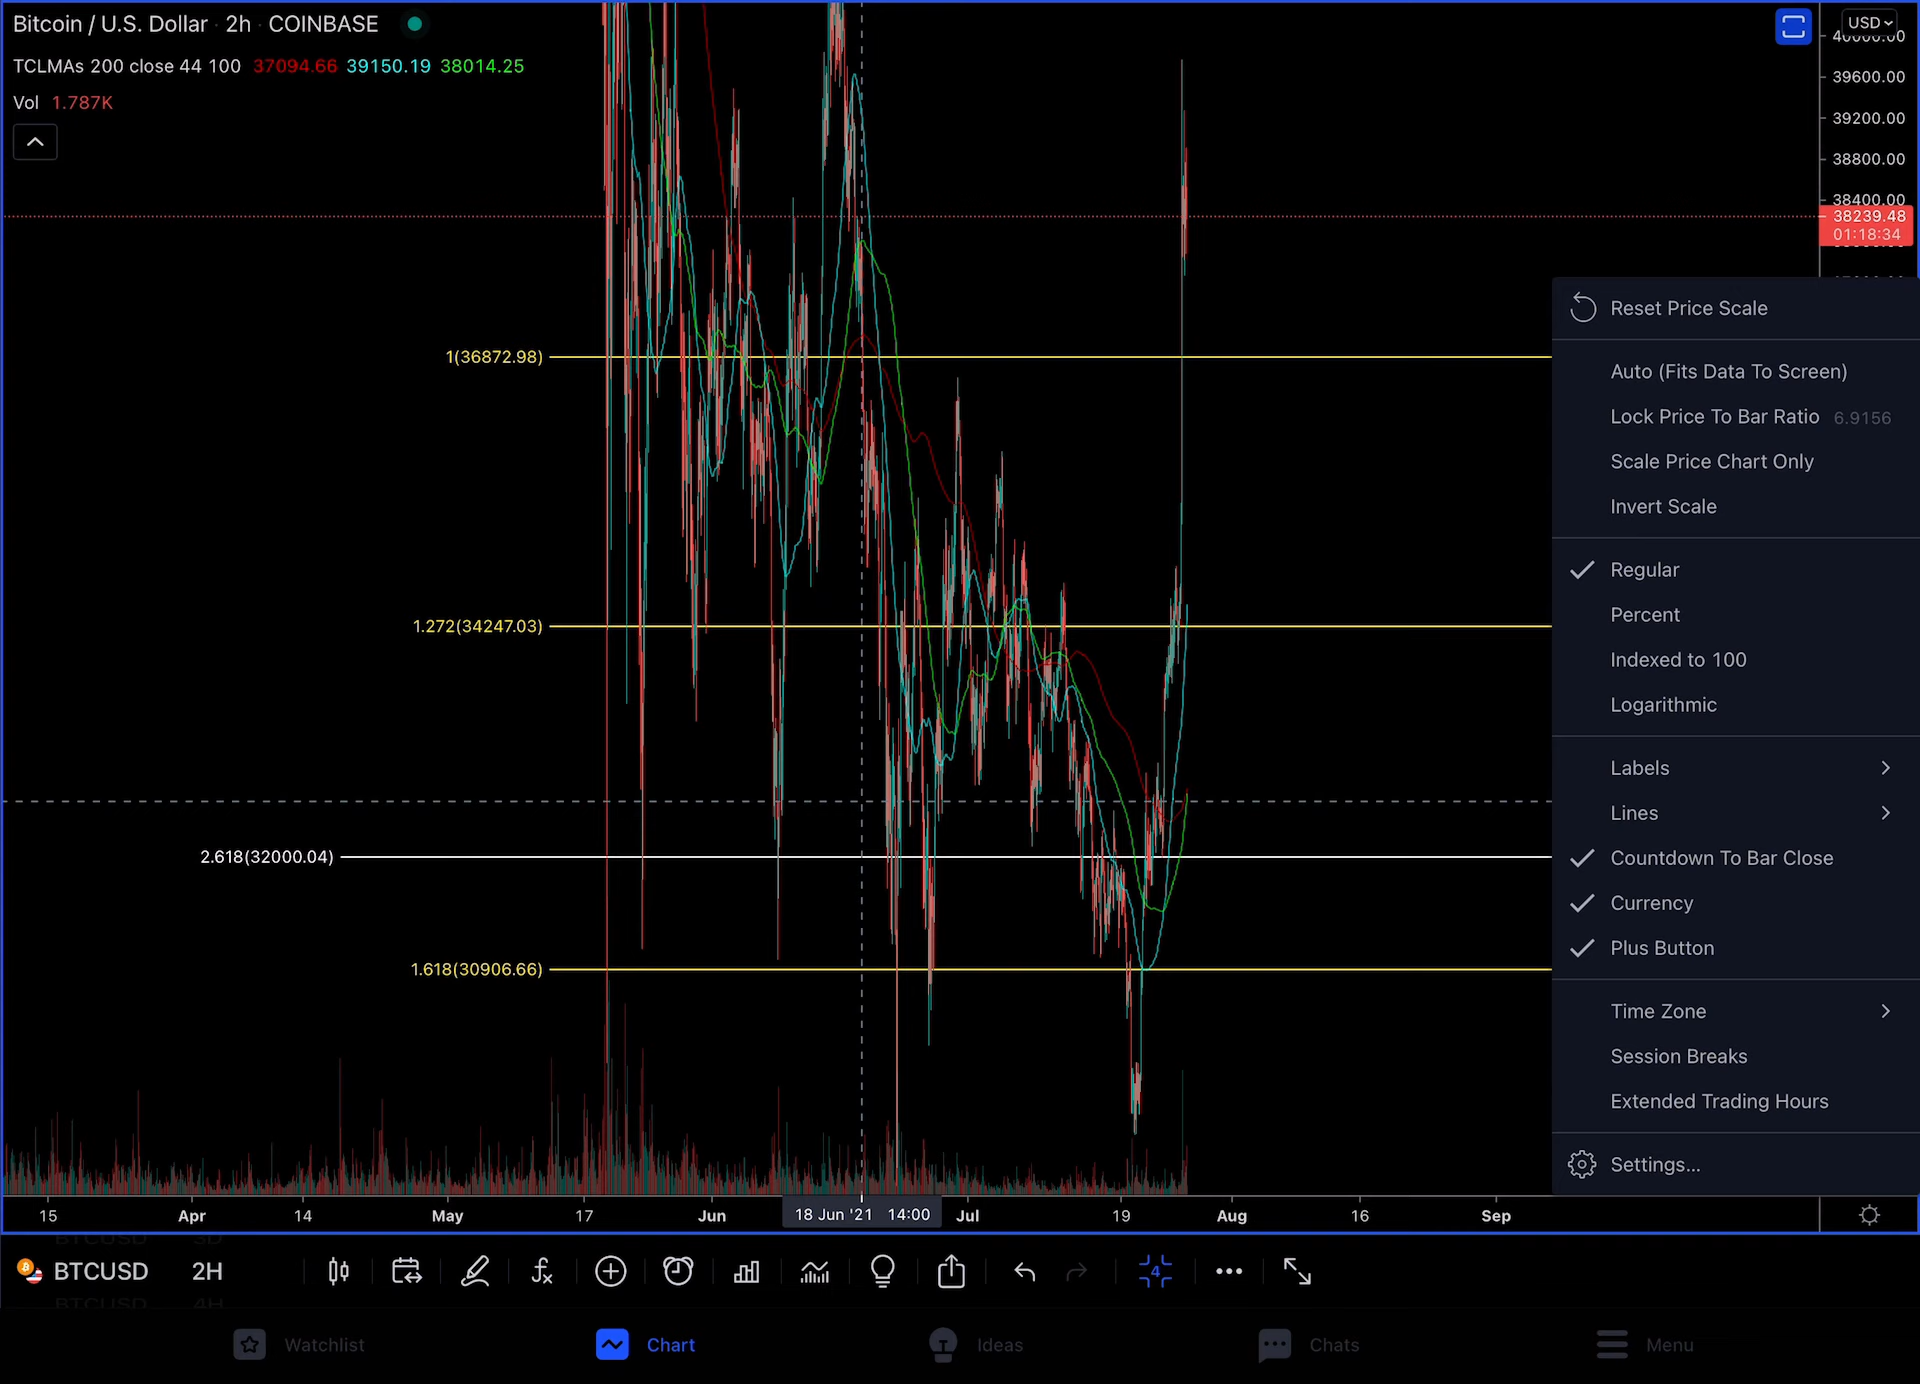 Bitcoin / U.S. Dollar · 2h · COINBASE
TCLMAs 200 close 44 100 37094.66 39150.19 38014.25
Vol 1.787K
USD
40000.00
39600.00
39200.00
38800.00
38400.00
38239.48
01:18:34
1(36872.98)
1.272(34247.03)
2.618(32000.04)
1.618(30906.66)
Reset Price Scale
Auto (Fits Data To Screen)
Lock Price To Bar Ratio 6.9156
Scale Price Chart Only
Invert Scale
Regular
Percent
Indexed to 100
Logarithmic
Labels
Lines
Countdown To Bar Close
Currency
Plus Button
Time Zone
Session Breaks
Extended Trading Hours
Settings...
15 Apr 14 May 17 Jun 18 Jun '21 14:00 Jul 19 Aug 16 Sep
BTCUSD 3D
BTCUSD 2H
4
BTCUSD 4H
Watchlist Chart Ideas Chats Menu